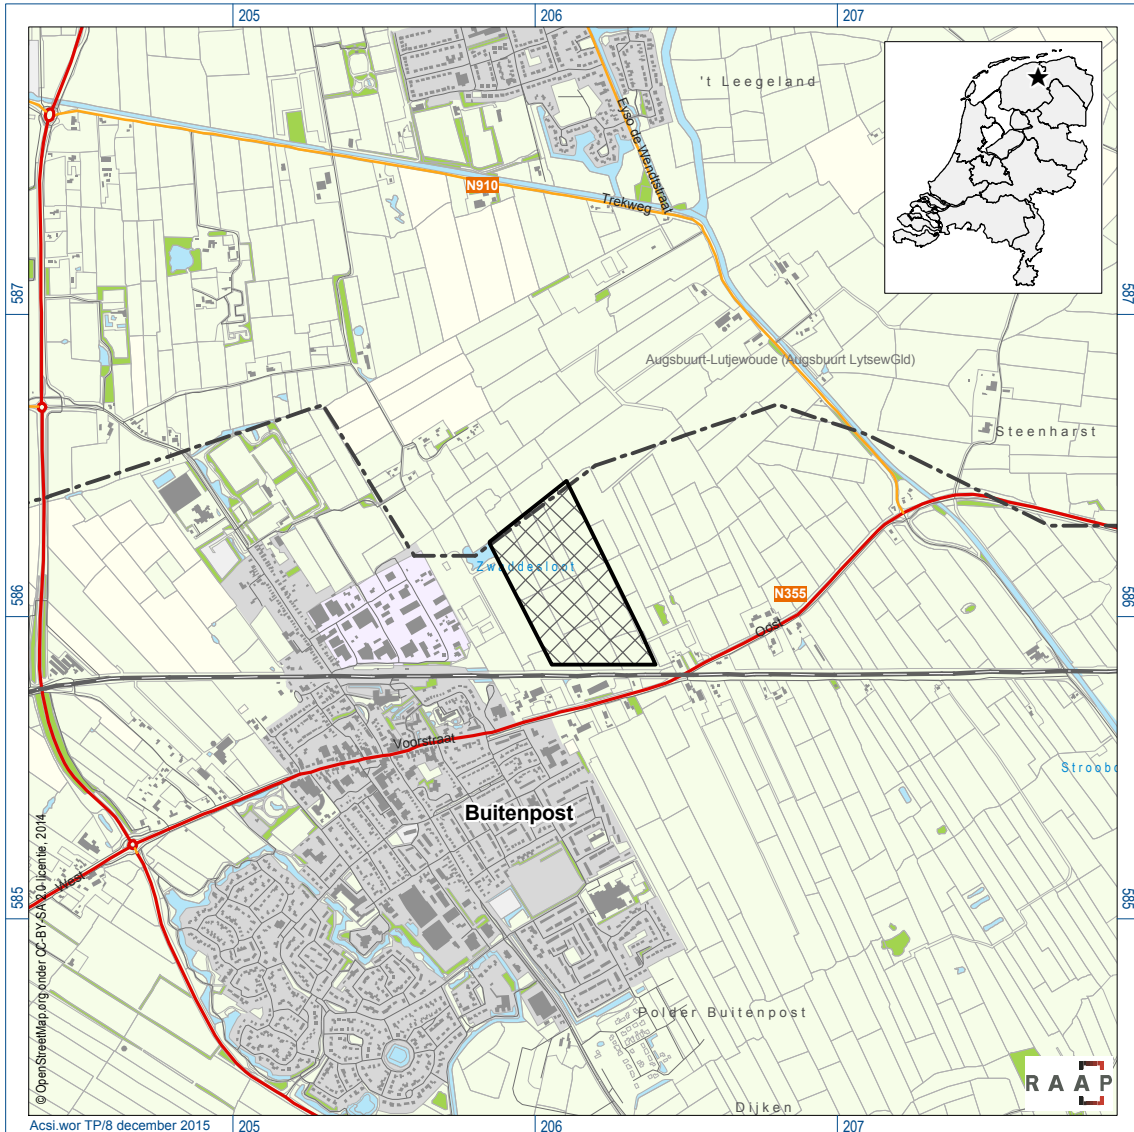 205
206
207
't Leegeland
Eyso de Wendtstraat
N910
Trekweg
587
587
Augsbuurt-Lutjewoude (Augsbuurt LytsewGld)
Steenharst
Zwaddesloot
586
586
N355
Oost
Voorstraat
Stroobo
Buitenpost
West
585
585
Polder Buitenpost
Dijken
RAAP
© OpenStreetMap.org onder CC-BY-SA 2.0 licentie, 2014
Acsi.wor TP/8 december 2015
205
206
207